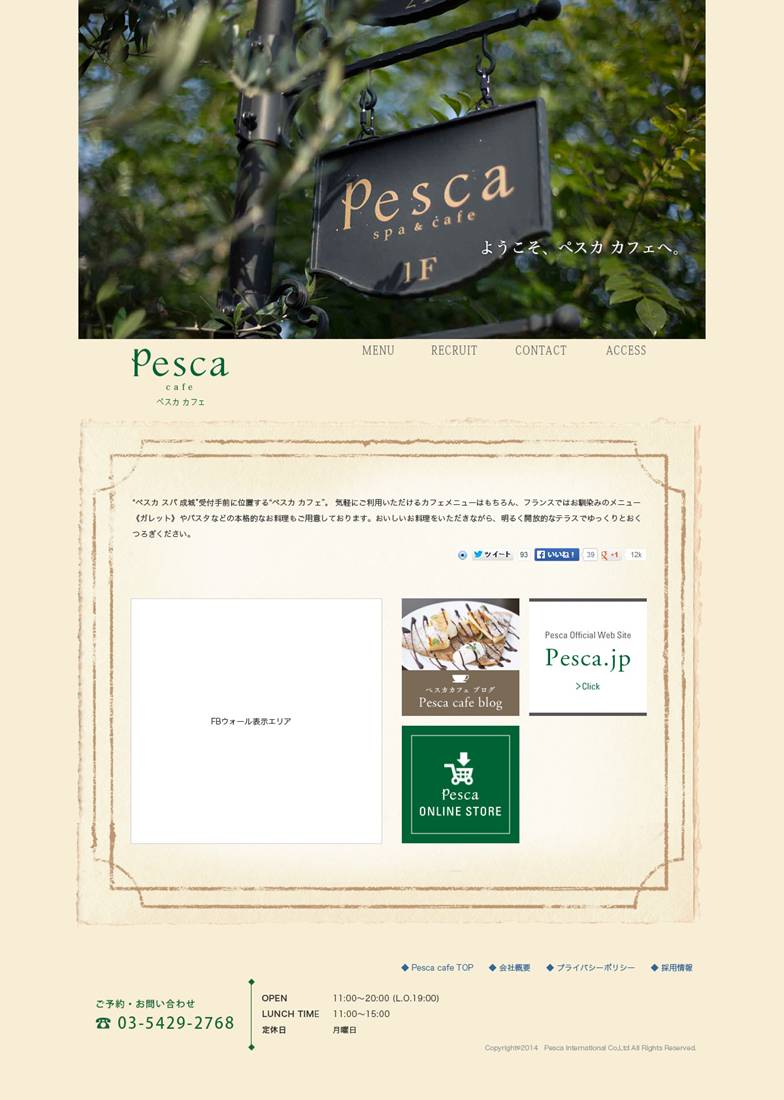 Pesca
spa & cafe
1F
ようこそ、ペスカ カフェへ。
Pesca
cafe
ペスカ カフェ
MENU RECRUIT CONTACT ACCESS
“ペスカ スパ 成城”受付手前に位置する“ペスカ カフェ”。 気軽にご利用いただけるカフェメニューはもちろん、フランスではお馴染みのメニュー
《ガレット》やパスタなどの本格的なお料理もご用意しております。おいしいお料理をいただきながら、明るく開放的なテラスでゆっくりとおく
つろぎください。
ツイート 93 いいね! 39 +1 12k
FBウォール表示エリア
ペスカカフェ ブログ
Pesca cafe blog
Pesca Official Web Site
Pesca.jp
>Click
Pesca
ONLINE STORE
◆ Pesca cafe TOP ◆ 会社概要 ◆ プライバシーポリシー ◆ 採用情報
ご予約・お問い合わせ
☎ 03-5429-2768
OPEN 11:00〜20:00 (L.O.19:00)
LUNCH TIME 11:00〜15:00
定休日 月曜日
Copyright©2014 Pesca International Co,Ltd All Rights Reserved.